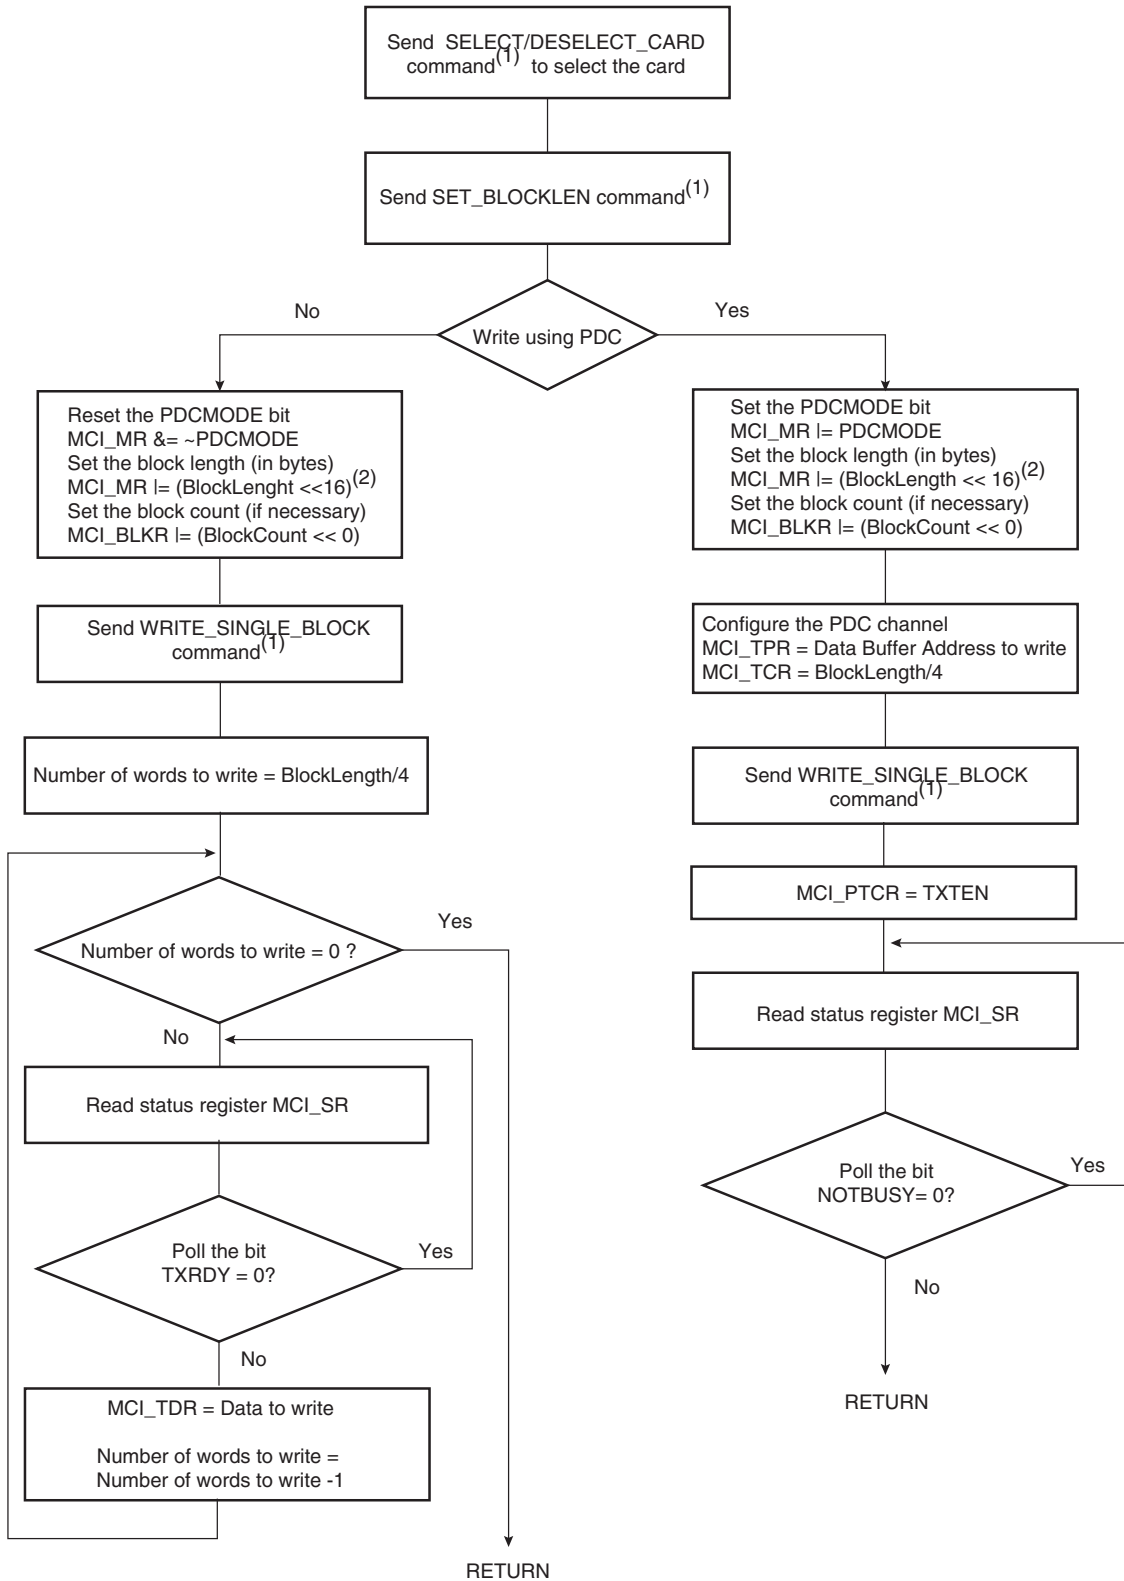 Send SELECT/DESELECT_CARD
command(1) to select the card
Send SET_BLOCKLEN command(1)
No
Yes
Write using PDC
Reset the PDCMODE bit
MCI_MR &= ~PDCMODE
Set the block length (in bytes)
MCI_MR |= (BlockLenght <<16)(2)
Set the block count (if necessary)
MCI_BLKR |= (BlockCount << 0)
Send WRITE_SINGLE_BLOCK
command(1)
Number of words to write = BlockLength/4
Number of words to write = 0 ?
Yes
No
Read status register MCI_SR
Poll the bit
TXRDY = 0?
Yes
No
MCI_TDR = Data to write
Number of words to write =
Number of words to write -1
RETURN
Set the PDCMODE bit
MCI_MR |= PDCMODE
Set the block length (in bytes)
MCI_MR |= (BlockLength << 16)(2)
Set the block count (if necessary)
MCI_BLKR |= (BlockCount << 0)
Configure the PDC channel
MCI_TPR = Data Buffer Address to write
MCI_TCR = BlockLength/4
Send WRITE_SINGLE_BLOCK
command(1)
MCI_PTCR = TXTEN
Read status register MCI_SR
Poll the bit
NOTBUSY= 0?
Yes
No
RETURN